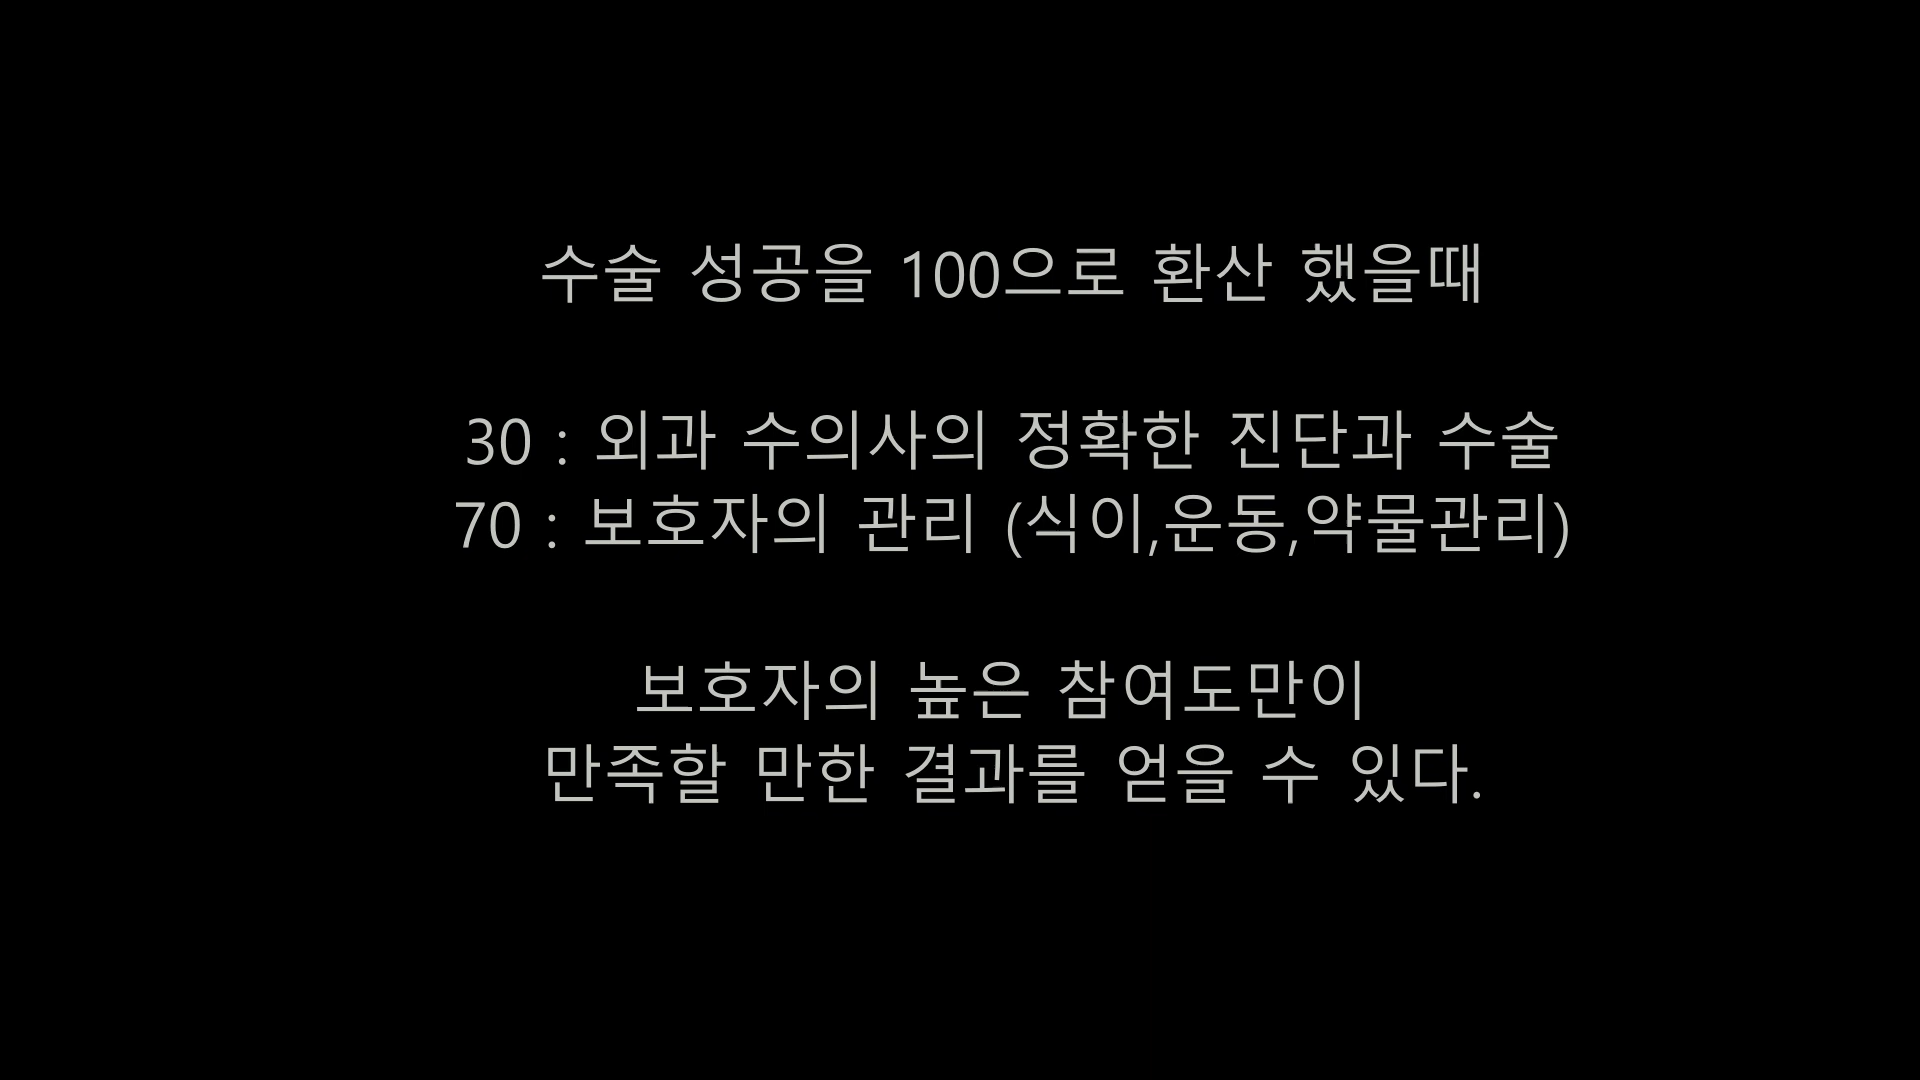 수술 성공을 100으로 환산 했을때
30 : 외과 수의사의 정확한 진단과 수술
70 : 보호자의 관리 (식이,운동,약물관리)
보호자의 높은 참여도만이
만족할 만한 결과를 얻을 수 있다.